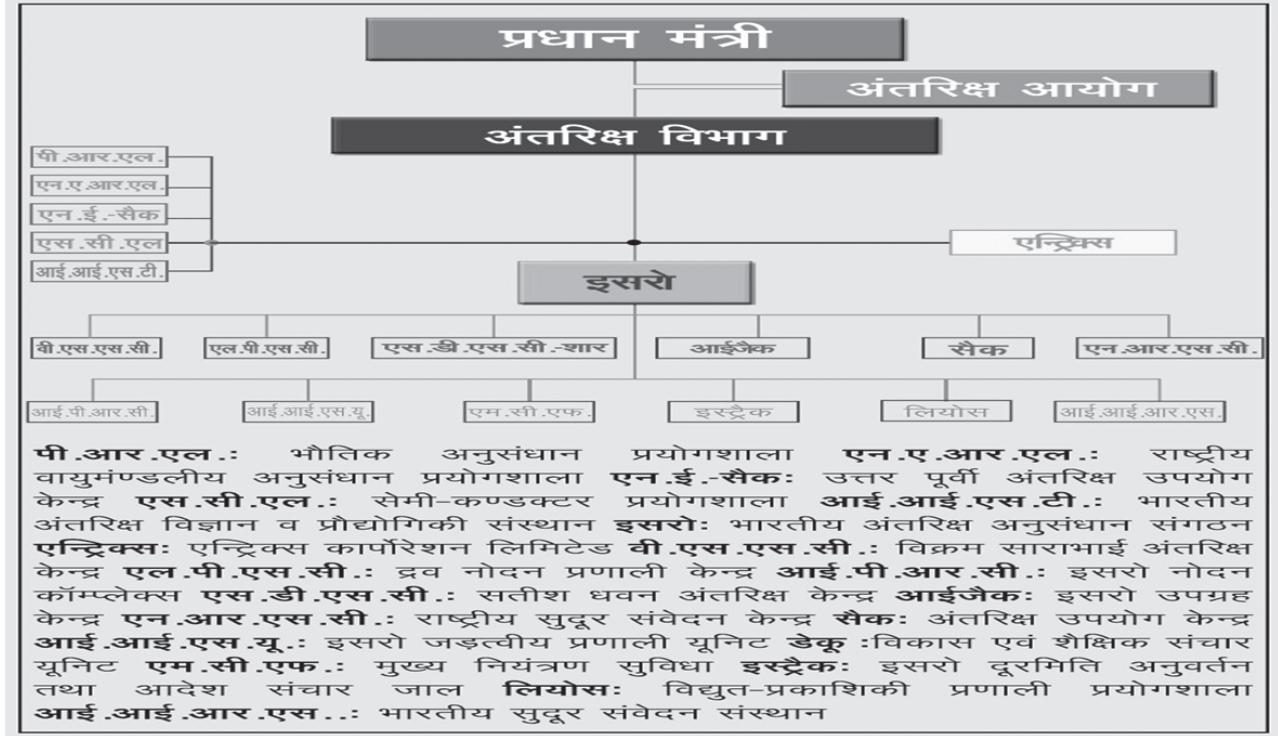 प्रधान मंत्री
अंतरिक्ष आयोग
अंतरिक्ष विभाग
पी.आर.एल.
एन.ए.आर.एल.
एन.ई.-सैक
एस.सी.एल
आई.आई.एस.टी.
एन्ट्रिक्स
इसरो
वी.एस.एस.सी. एल.पी.एस.सी. एस.डी.एस.सी.-शार आईजैक सैक एन.आर.एस.सी.
आई.पी.आर.सी. आई.आई.एस.यू. एम.सी.एफ. इस्ट्रैक लियोस आई.आई.आर.एस.
पी.आर.एल.: भौतिक अनुसंधान प्रयोगशाला एन.ए.आर.एल.: राष्ट्रीय
वायुमंण्डलीय अनुसंधान प्रयोगशाला एन.ई.-सैक: उत्तर पूर्वी अंतरिक्ष उपयोग
केन्द्र एस.सी.एल.: सेमी-कण्डक्टर प्रयोगशाला आई.आई.एस.टी.: भारतीय
अंतरिक्ष विज्ञान व प्रौद्योगिकी संस्थान इसरो: भारतीय अंतरिक्ष अनुसंधान संगठन
एन्ट्रिक्स: एन्ट्रिक्स कार्पोरेशन लिमिटेड वी.एस.एस.सी.: विक्रम साराभाई अंतरिक्ष
केन्द्र एल.पी.एस.सी.: द्रव नोदन प्रणाली केन्द्र आई.पी.आर.सी.: इसरो नोदन
कॉम्प्लेक्स एस.डी.एस.सी.: सतीश धवन अंतरिक्ष केन्द्र आईजैक: इसरो उपग्रह
केन्द्र एन.आर.एस.सी.: राष्ट्रीय सुदूर संवेदन केन्द्र सैक: अंतरिक्ष उपयोग केन्द्र
आई.आई.एस.यू.: इसरो जड़त्वीय प्रणाली यूनिट डेकू :विकास एवं शैक्षिक संचार
यूनिट एम.सी.एफ.: मुख्य नियंत्रण सुविधा इस्ट्रैक: इसरो दूरमिति अनुवर्तन
तथा आदेश संचार जाल लियोस: विद्युत-प्रकाशिकी प्रणाली प्रयोगशाला
आई.आई.आर.एस..: भारतीय सुदूर संवेदन संस्थान